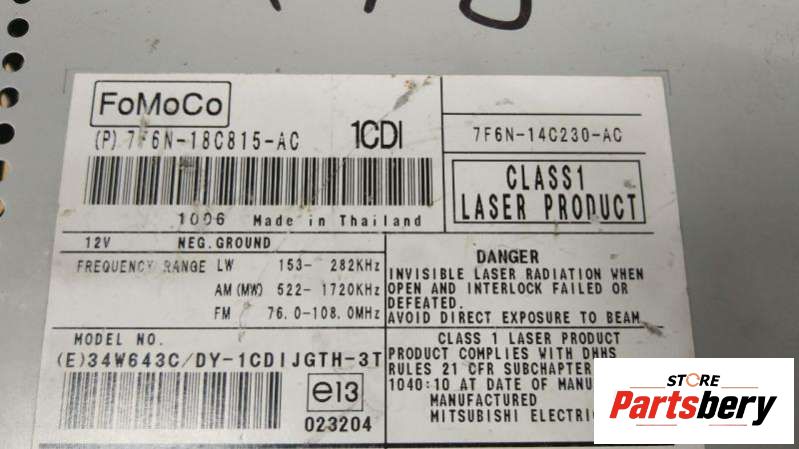 FoMoCo
(P) 7F6N-18C815-AC 1CDI
7F6N-14C230-AC
1006 Made in Thailand
CLASS1
LASER PRODUCT
12V NEG.GROUND
FREQUENCY RANGE LW 153- 282KHz
AM(MW) 522- 1720KHz
FM 76.0-108.0MHz
DANGER
INVISIBLE LASER RADIATION WHEN
OPEN AND INTERLOCK FAILED OR
DEFEATED.
AVOID DIRECT EXPOSURE TO BEAM
MODEL NO.
(E)34W643C/DY-1CDIJGTH-3T
e13
023204
CLASS 1 LASER PRODUCT
PRODUCT COMPLIES WITH DHHS
RULES 21 CFR SUBCHAPTER
1040:10 AT DATE OF MANU
MANUFACTURED
MITSUBISHI ELECTRI
STORE
Partsbery